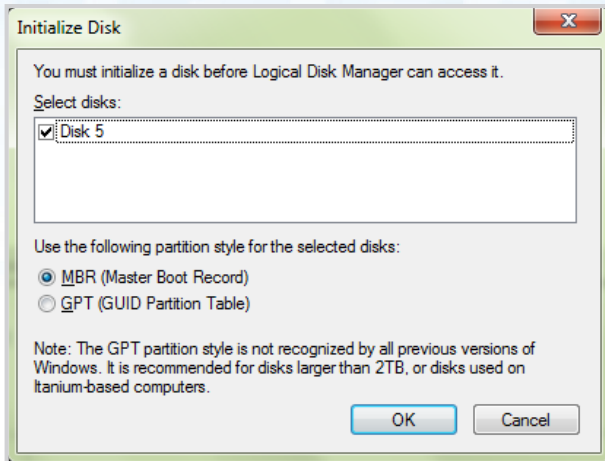 Initialize Disk
You must initialize a disk before Logical Disk Manager can access it.
Select disks:
Disk 5
Use the following partition style for the selected disks:
MBR (Master Boot Record)
GPT (GUID Partition Table)
Note: The GPT partition style is not recognized by all previous versions of
Windows. It is recommended for disks larger than 2TB, or disks used on
Itanium-based computers.
OK Cancel